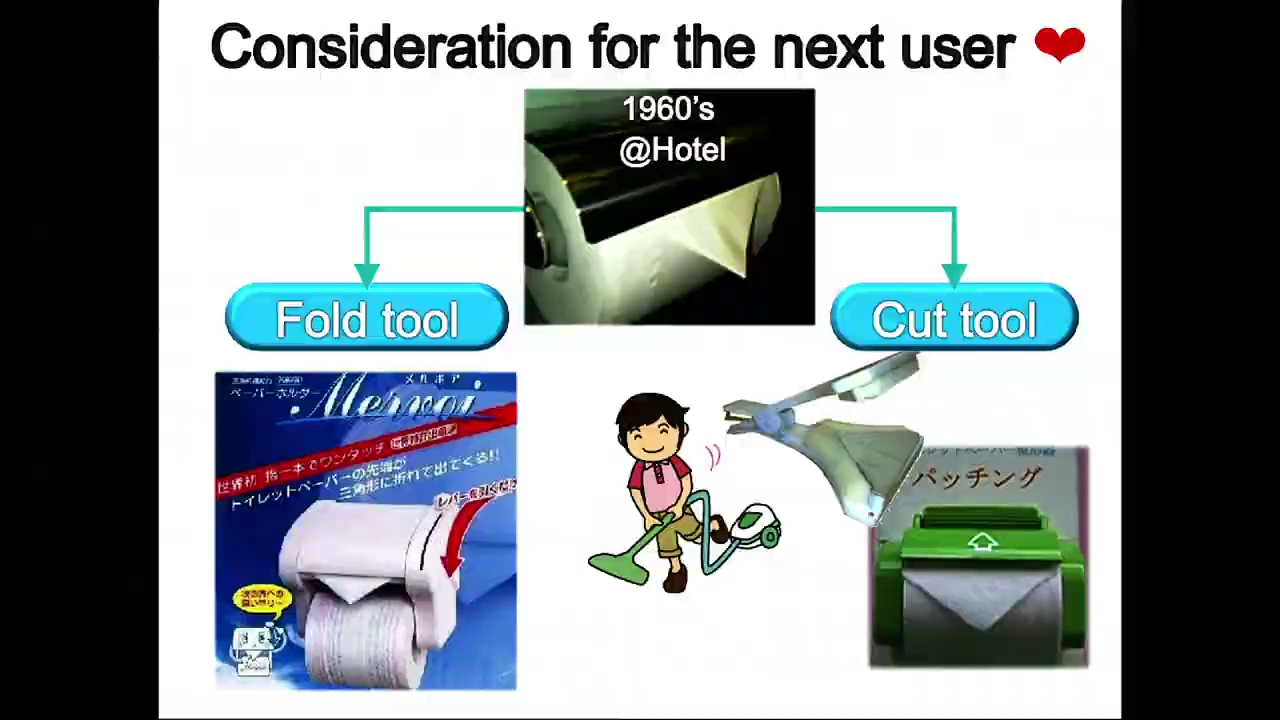 Consideration for the next user ❤
1960's
@Hotel
Fold tool
Cut tool
メルボア
ペーパーホルダー
Mervoi
世界初 指一本でワンタッチ
トイレットペーパーの先端が
三角形に折れて出てくる!!
パッチング